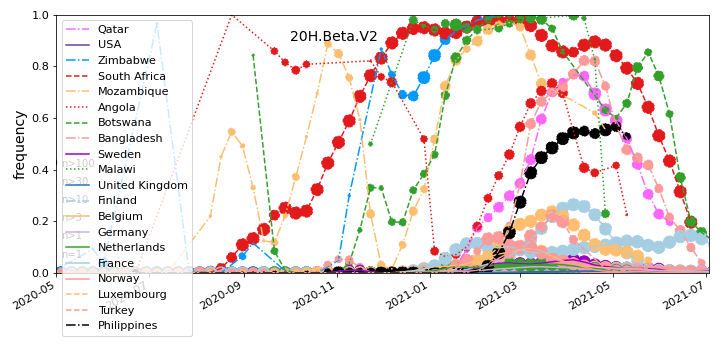 20H.Beta.V2
frequency
1.0
0.8
0.6
0.4
0.2
0.0
Qatar
USA
Zimbabwe
South Africa
Mozambique
Angola
Botswana
Bangladesh
Sweden
Malawi
United Kingdom
Finland
Belgium
Germany
Netherlands
France
Norway
Luxembourg
Turkey
Philippines
n>100
n>30
n>10
n>3
n>1
n=1
2020-05
2020-09
2020-11
2021-01
2021-03
2021-05
2021-07